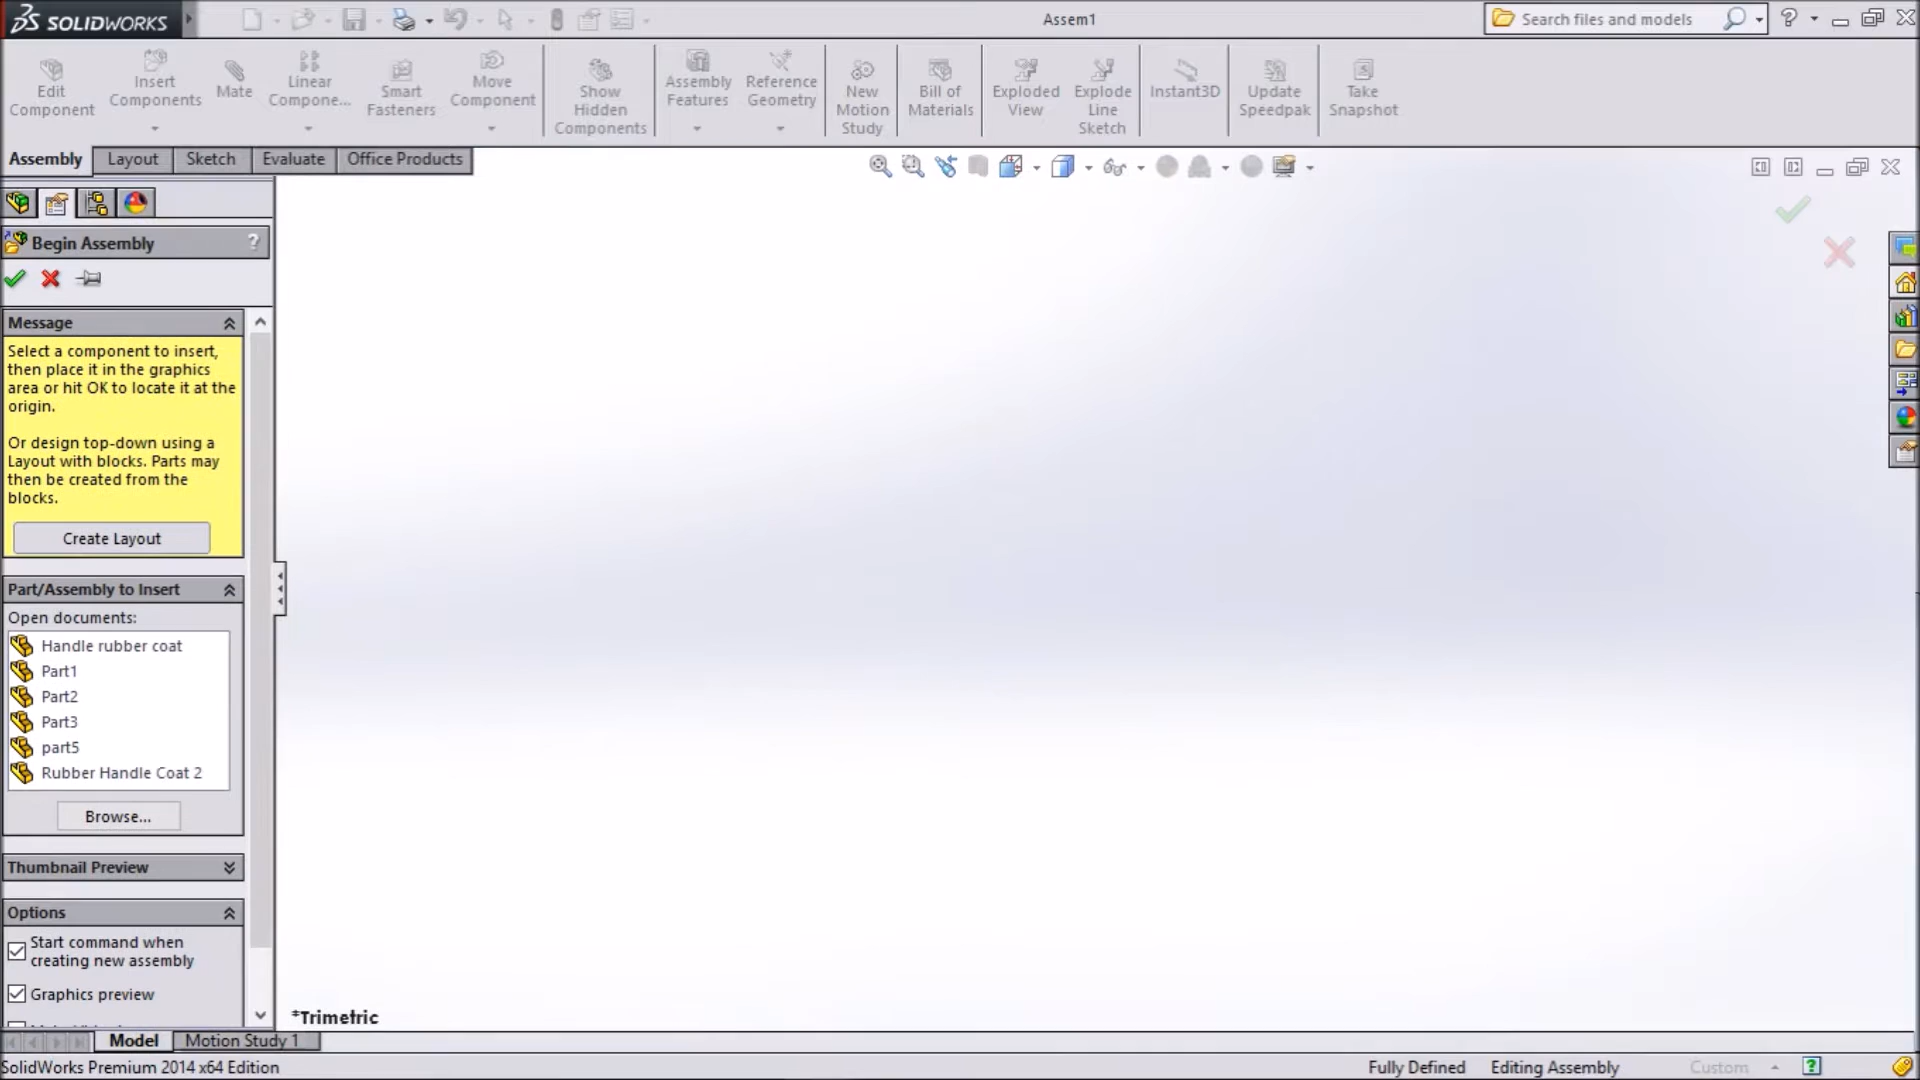 SOLIDWORKS
Assem1
Search files and models
Edit Component
Insert Components
Mate
Linear Compone...
Smart Fasteners
Move Component
Show Hidden Components
Assembly Features
Reference Geometry
New Motion Study
Bill of Materials
Exploded View
Explode Line Sketch
Instant3D
Update Speedpak
Take Snapshot
Assembly
Layout
Sketch
Evaluate
Office Products
Begin Assembly
?
Message
Select a component to insert,
then place it in the graphics
area or hit OK to locate it at the
origin.
Or design top-down using a
Layout with blocks. Parts may
then be created from the
blocks.
Create Layout
Part/Assembly to Insert
Open documents:
Handle rubber coat
Part1
Part2
Part3
part5
Rubber Handle Coat 2
Browse...
Thumbnail Preview
Options
Start command when
creating new assembly
Graphics preview
*Trimetric
Model
Motion Study 1
SolidWorks Premium 2014 x64 Edition
Fully Defined
Editing Assembly
Custom